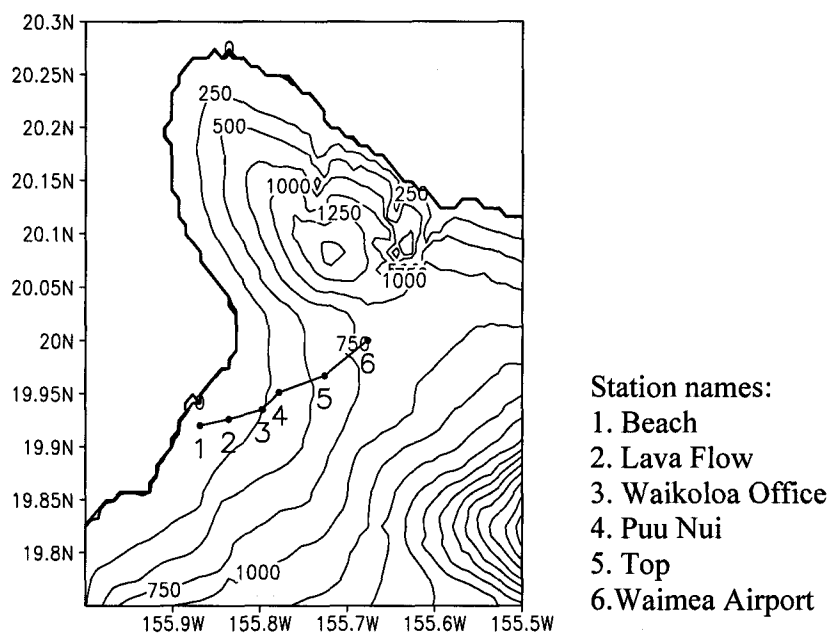 20.3N
20.25N
20.2N
20.15N
20.1N
20.05N
20N
19.95N
19.9N
19.85N
19.8N
155.9W 155.8W 155.7W 155.6W 155.5W
0
250
500
1000
250
1250
1000
750
0
1 2 3 4 5 6
1000
750
Station names:
1. Beach
2. Lava Flow
3. Waikoloa Office
4. Puu Nui
5. Top
6.Waimea Airport